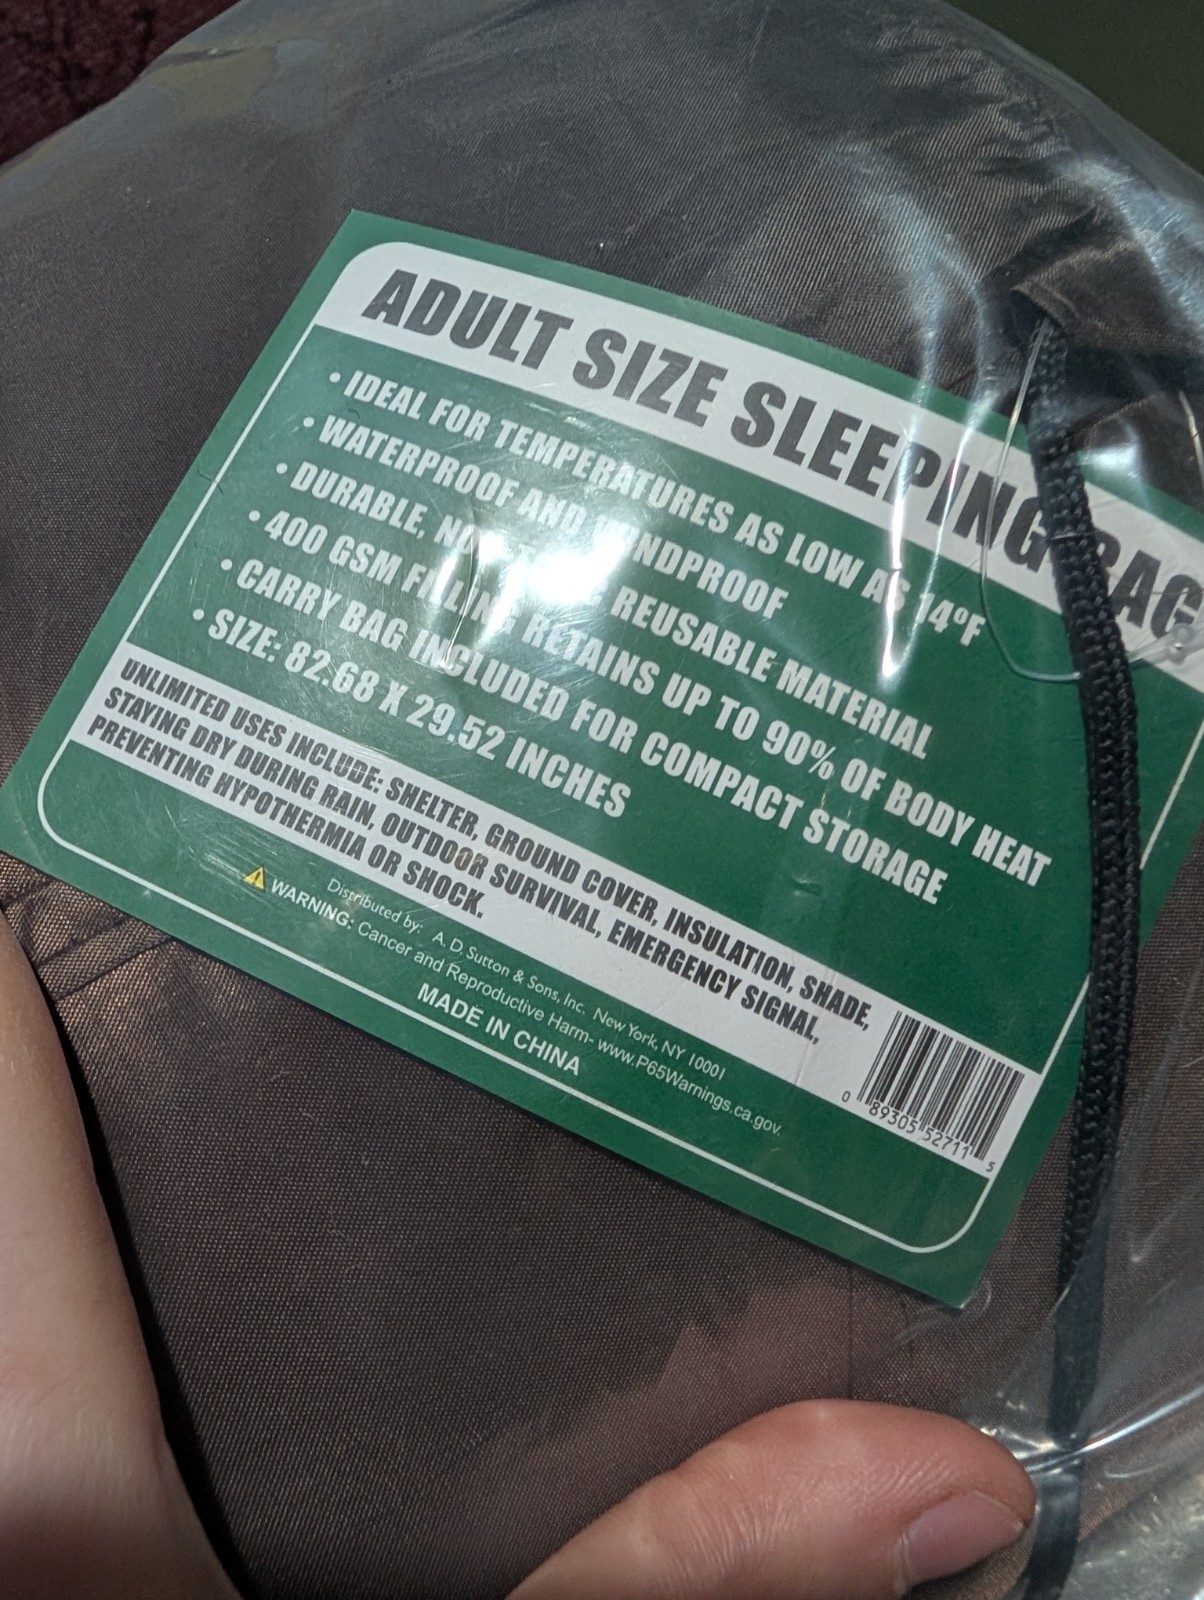 ADULT SIZE SLEEPING BAG
• IDEAL FOR TEMPERATURES AS LOW AS 14ºF
• WATERPROOF AND WINDPROOF
• DURABLE, REUSABLE MATERIAL
• 400 GSM FILLING RETAINS UP TO 90% OF BODY HEAT
• CARRY BAG INCLUDED FOR COMPACT STORAGE
• SIZE: 82.68 X 29.52 INCHES
UNLIMITED USES INCLUDE: SHELTER, GROUND COVER, INSULATION, SHADE,
STAYING DRY DURING RAIN, OUTDOOR SURVIVAL, EMERGENCY SIGNAL,
PREVENTING HYPOTHERMIA OR SHOCK.
Distributed by: A.D. Sutton & Sons, Inc. New York, NY 10001
WARNING: Cancer and Reproductive Harm- www.P65Warnings.ca.gov.
MADE IN CHINA
0 89305 52711 5